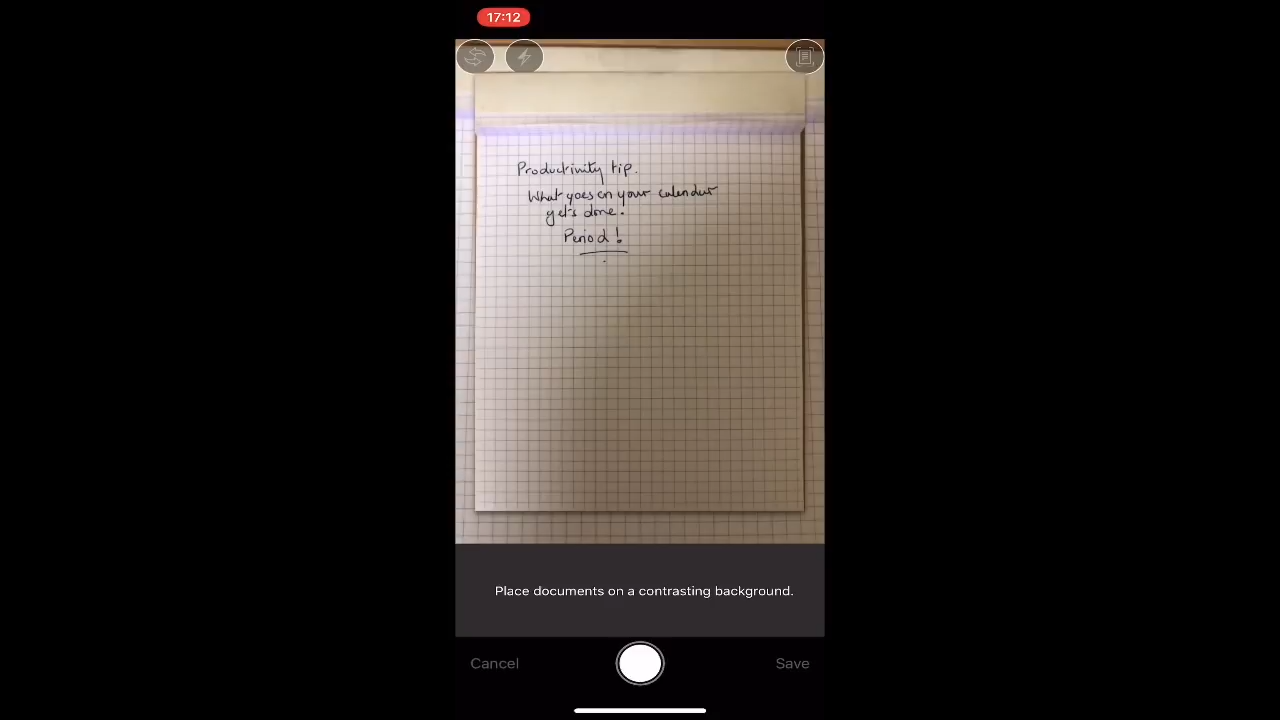 17:12
Productivity tip.
What goes on your calendar
gets done.
Period!
Place documents on a contrasting background.
Cancel
Save